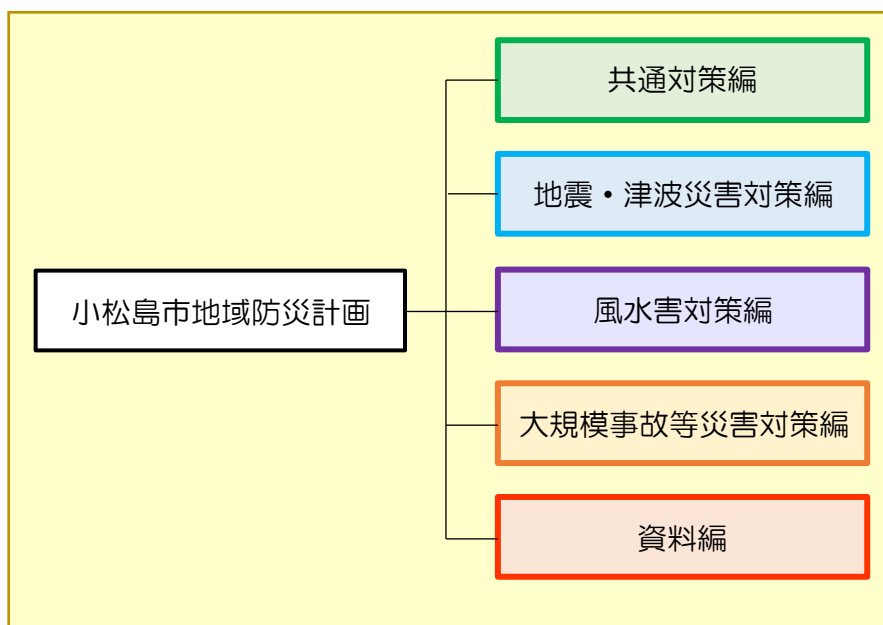 共通対策編
地震・津波災害対策編
小松島市地域防災計画
風水害対策編
大規模事故等災害対策編
資料編